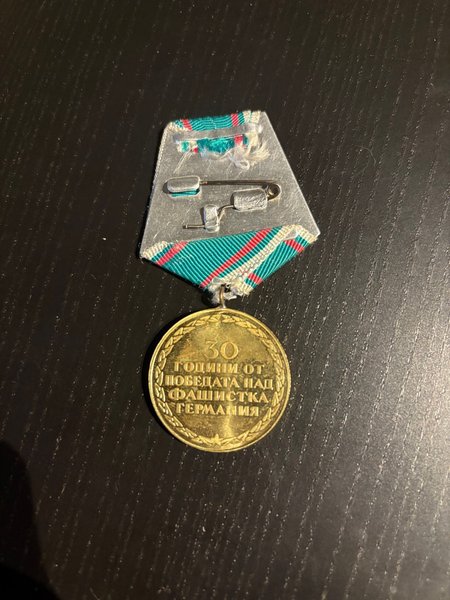 30
ГОДИНИ ОТ
ПОБЕДАТА НАД
ФАШИСТКА
ГЕРМАНИЯ